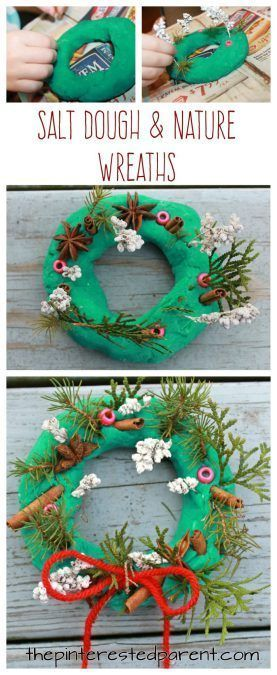 SALT DOUGH & NATURE
WREATHS
thepinterestedparent.com